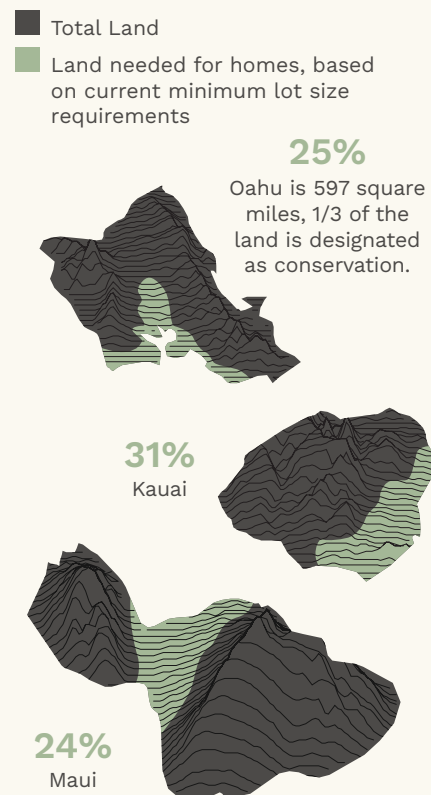 Total Land
Land needed for homes, based
on current minimum lot size
requirements
25%
Oahu is 597 square
miles, 1/3 of the
land is designated
as conservation.
31%
Kauai
24%
Maui